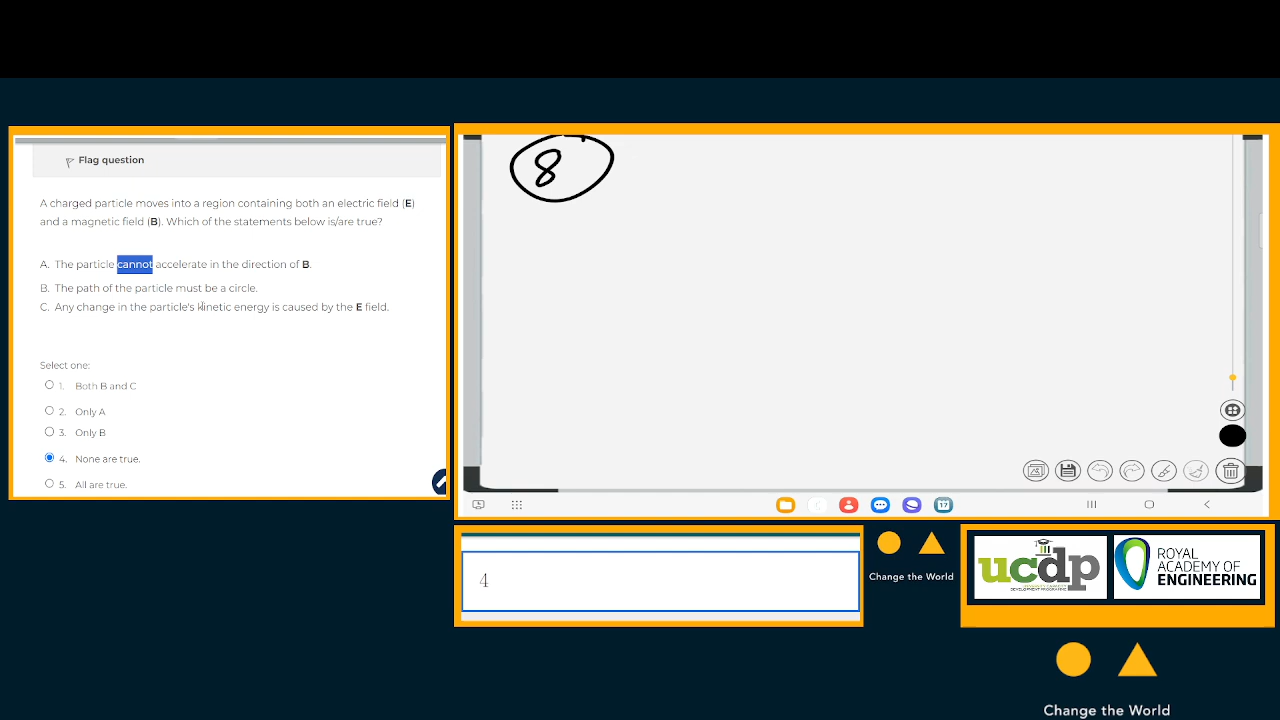 Flag question
A charged particle moves into a region containing both an electric field (E)
and a magnetic field (B). Which of the statements below is/are true?
A. The particle cannot accelerate in the direction of B.
B. The path of the particle must be a circle.
C. Any change in the particle's kinetic energy is caused by the E field.
Select one:
1. Both B and C
2. Only A
3. Only B
4. None are true.
5. All are true.
8
17
4
Change the World
ucdp
ROYAL
ACADEMY OF
ENGINEERING
Change the World